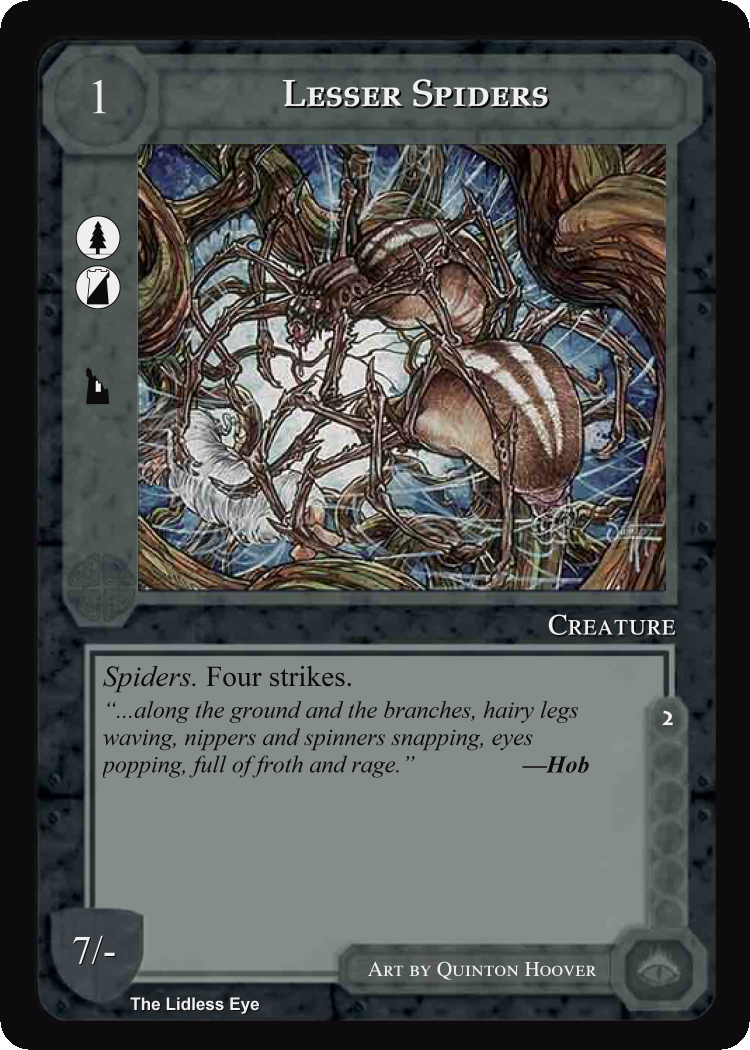 1
LESSER SPIDERS
CREATURE
Spiders. Four strikes.
“...along the ground and the branches, hairy legs
waving, nippers and spinners snapping, eyes
popping, full of froth and rage.” —Hob
2
7/-
ART BY QUINTON HOOVER
The Lidless Eye